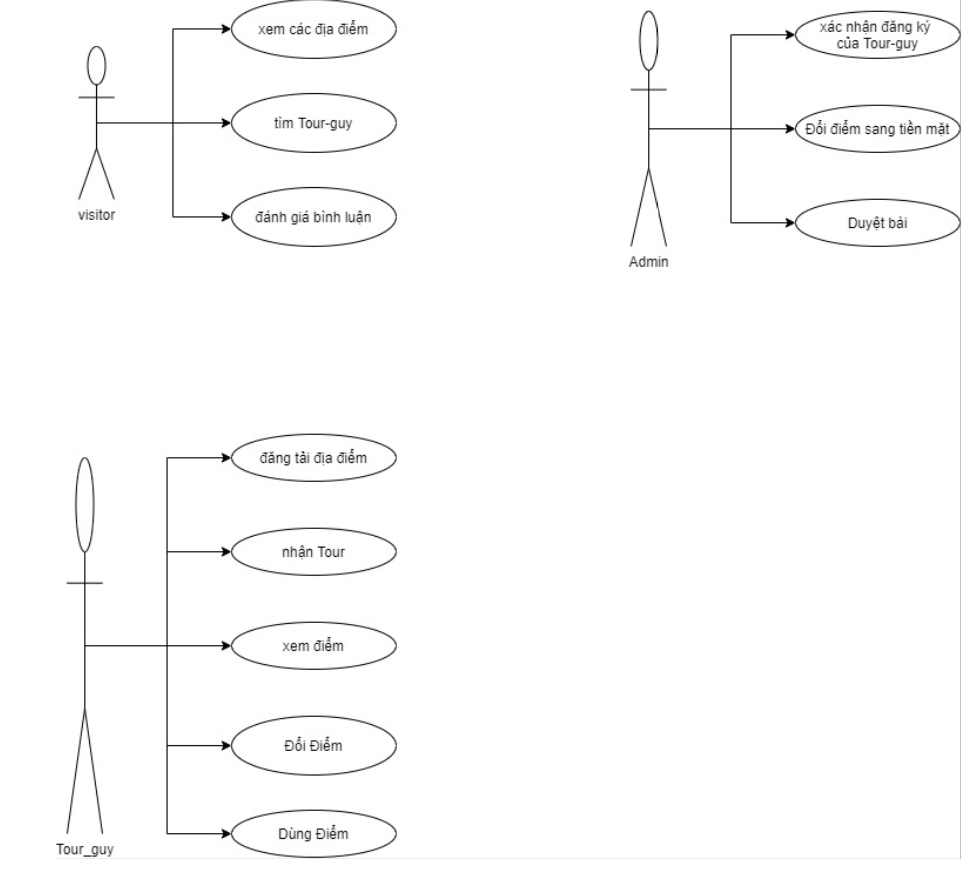 xem các địa điểm
tìm Tour-guy
đánh giá bình luận
visitor
xác nhận đăng ký
của Tour-guy
Đổi điểm sang tiền mặt
Duyệt bài
Admin
đăng tải địa điểm
nhận Tour
xem điểm
Đổi Điểm
Dùng Điểm
Tour_guy